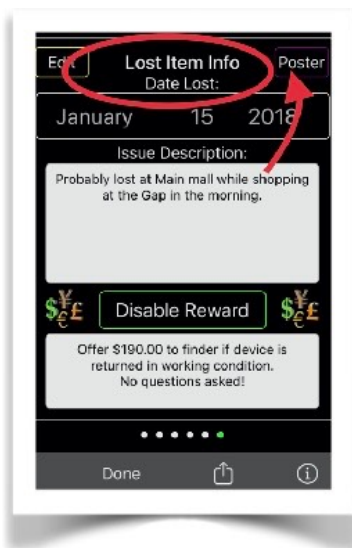 Edit Lost Item Info Poster
Date Lost:
January 15 2018
Issue Description:
Probably lost at Main mall while shopping
at the Gap in the morning.
$¥€£ Disable Reward $¥€£
Offer $190.00 to finder if device is
returned in working condition.
No questions asked!
Done